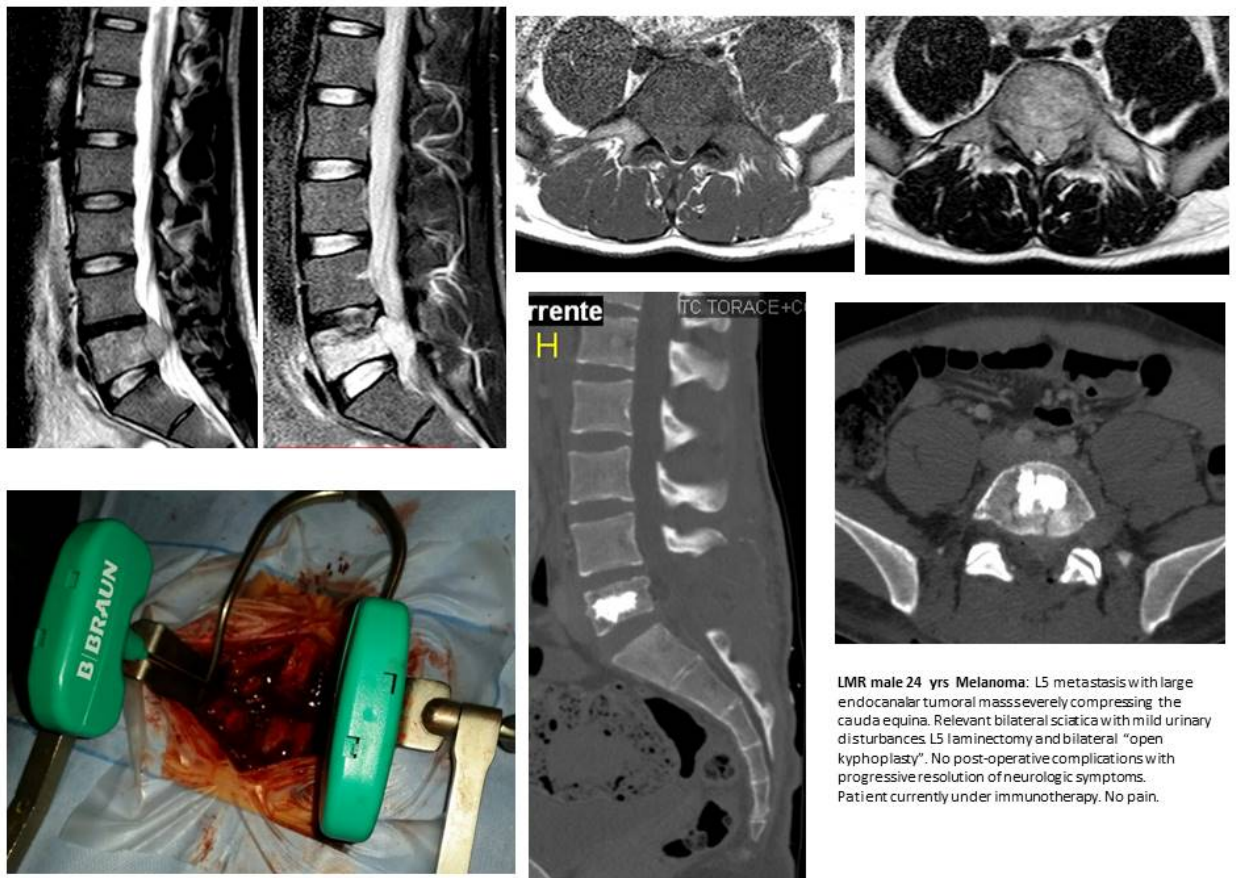 rrente
TC TORACE+C
H
B|BRAUN
LMR male 24 yrs Melanoma: L5 metastasis with large
endocanalar tumoral mass severely compressing the
cauda equina. Relevant bilateral sciatica with mild urinary
disturbances. L5 laminectomy and bilateral “open
kyphoplasty”. No post-operative complications with
progressive resolution of neurologic symptoms.
Patient currently under immunotherapy. No pain.